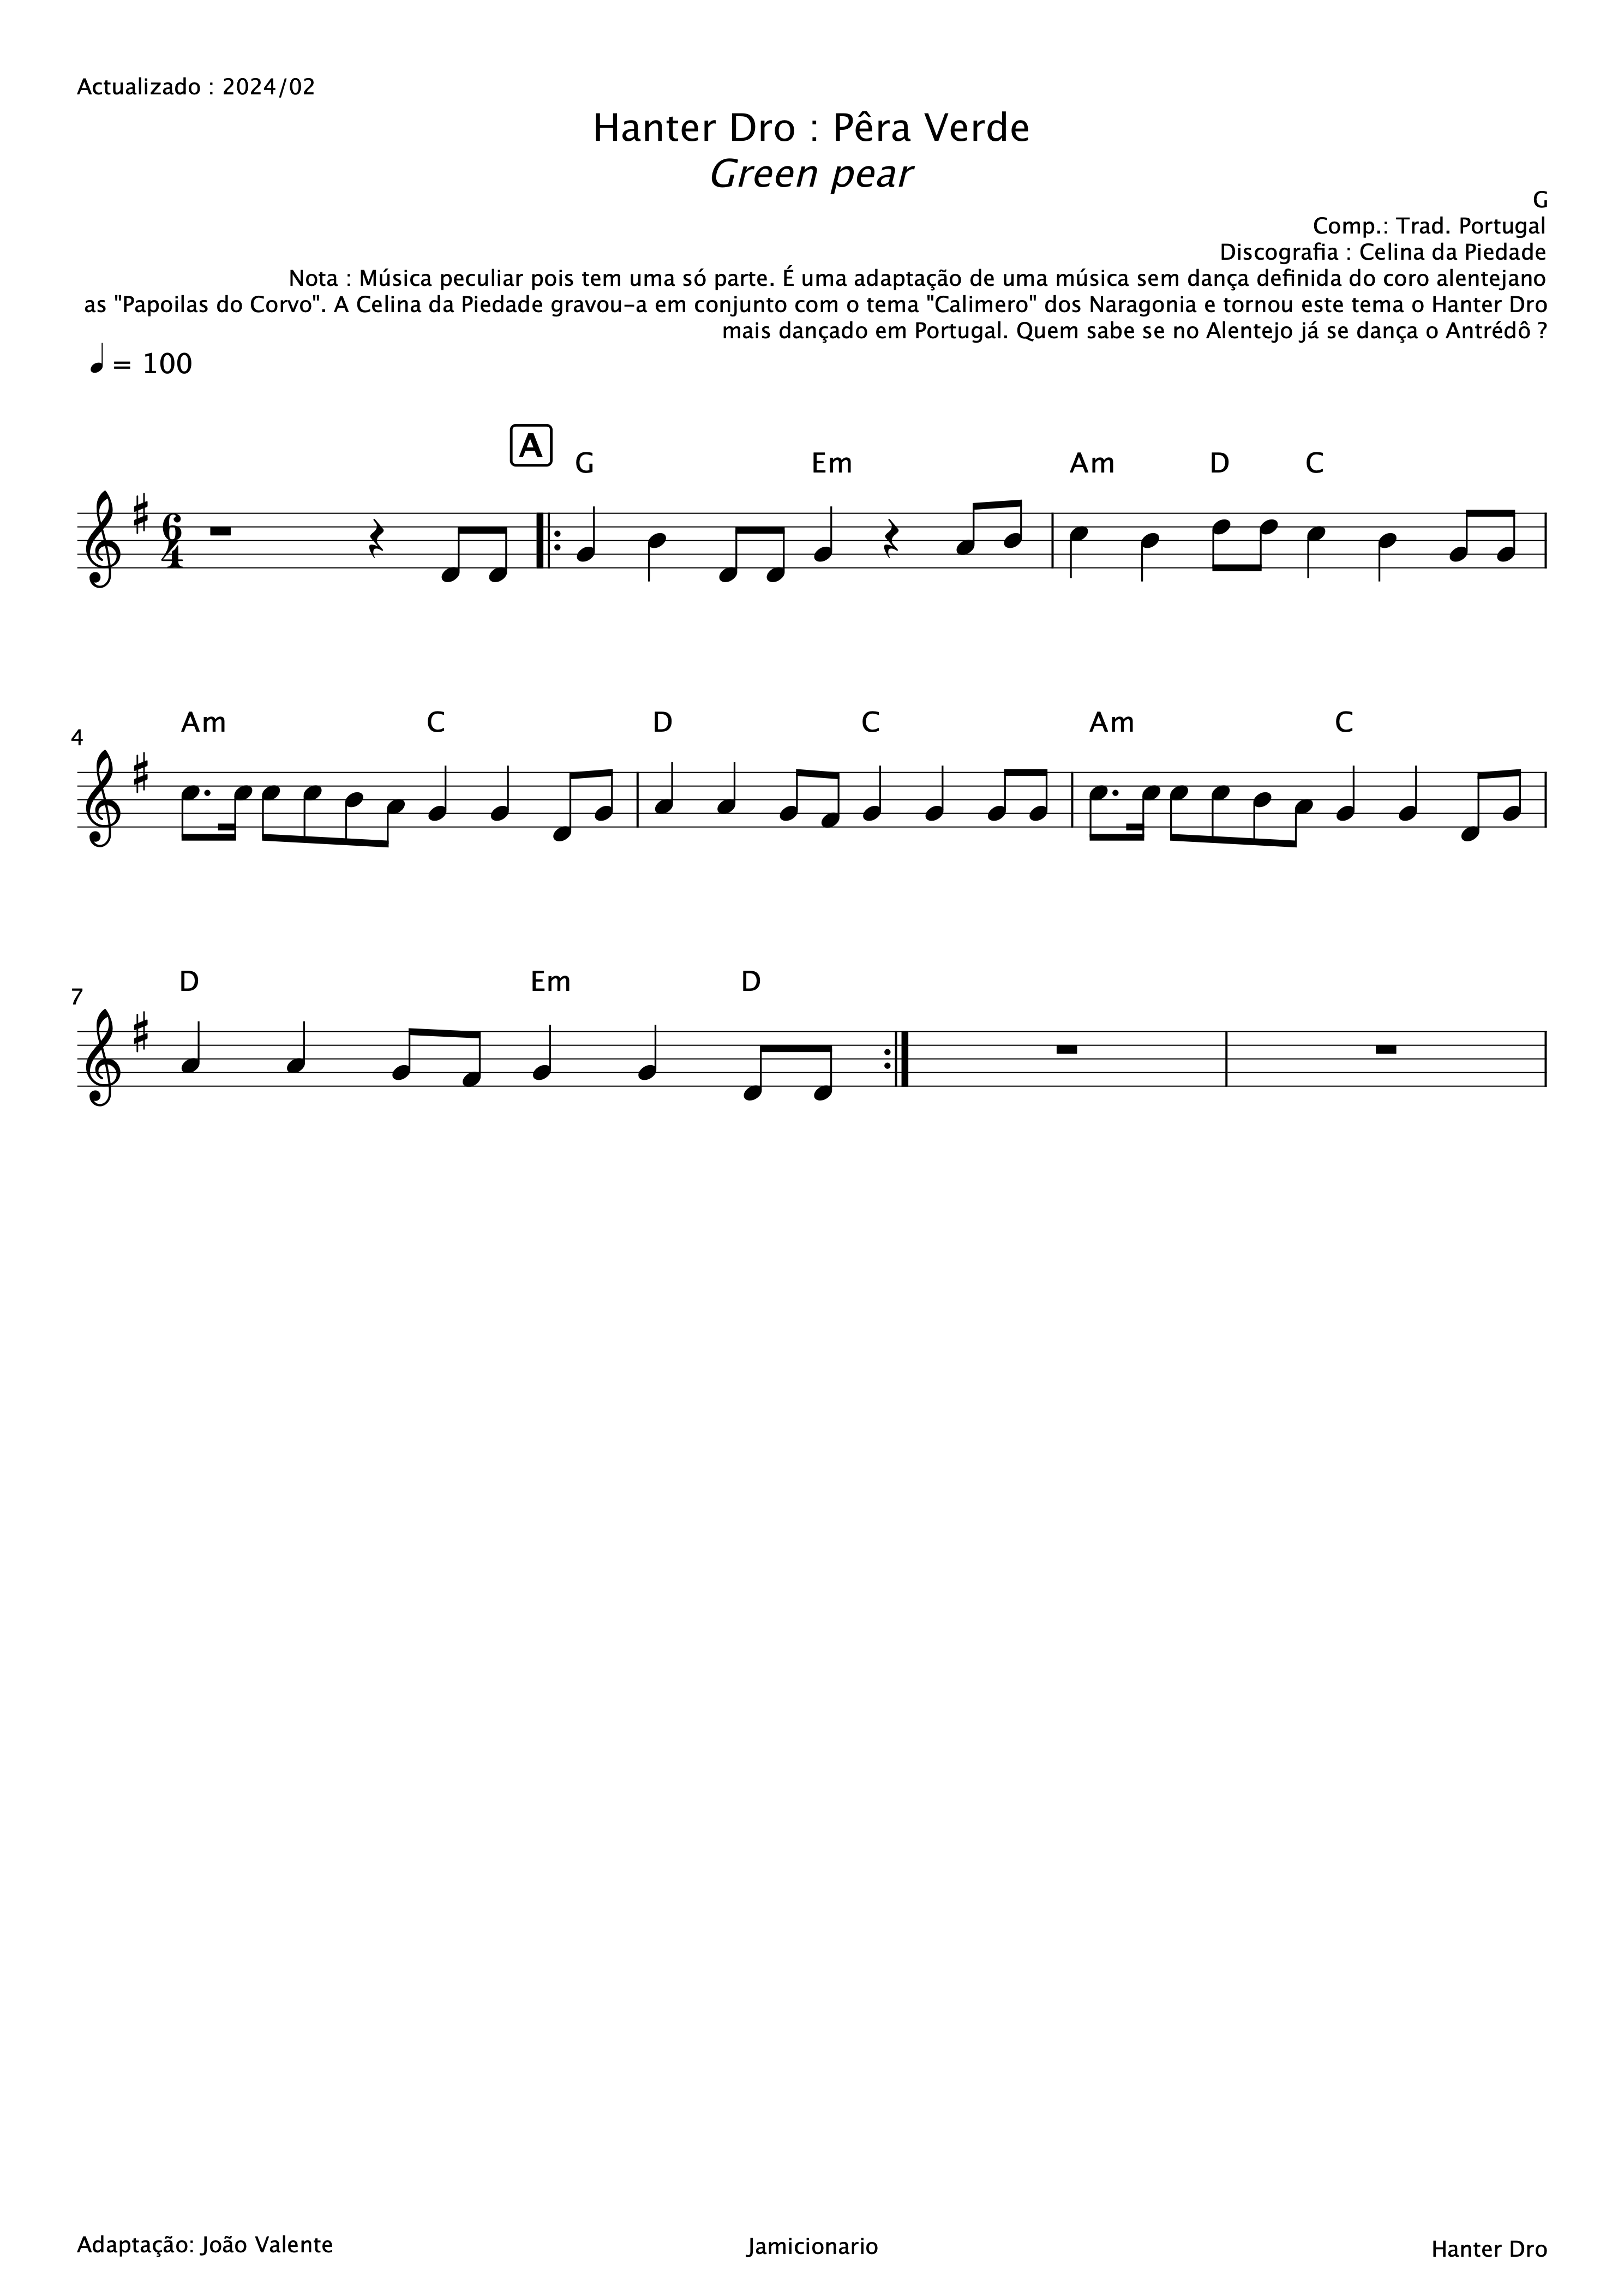 Actualizado : 2024/02
Hanter Dro : Pêra Verde
Green pear
G
Comp.: Trad. Portugal
Discografia : Celina da Piedade
Nota : Música peculiar pois tem uma só parte. É uma adaptação de uma música sem dança definida do coro alentejano
as "Papoilas do Corvo". A Celina da Piedade gravou-a em conjunto com o tema "Calimero" dos Naragonia e tornou este tema o Hanter Dro
mais dançado em Portugal. Quem sabe se no Alentejo já se dança o Antrédô ?
= 100
A
G Em Am D C
6
4
4
Am C D C Am C
7
D Em D
Adaptação: João Valente
Jamicionario
Hanter Dro